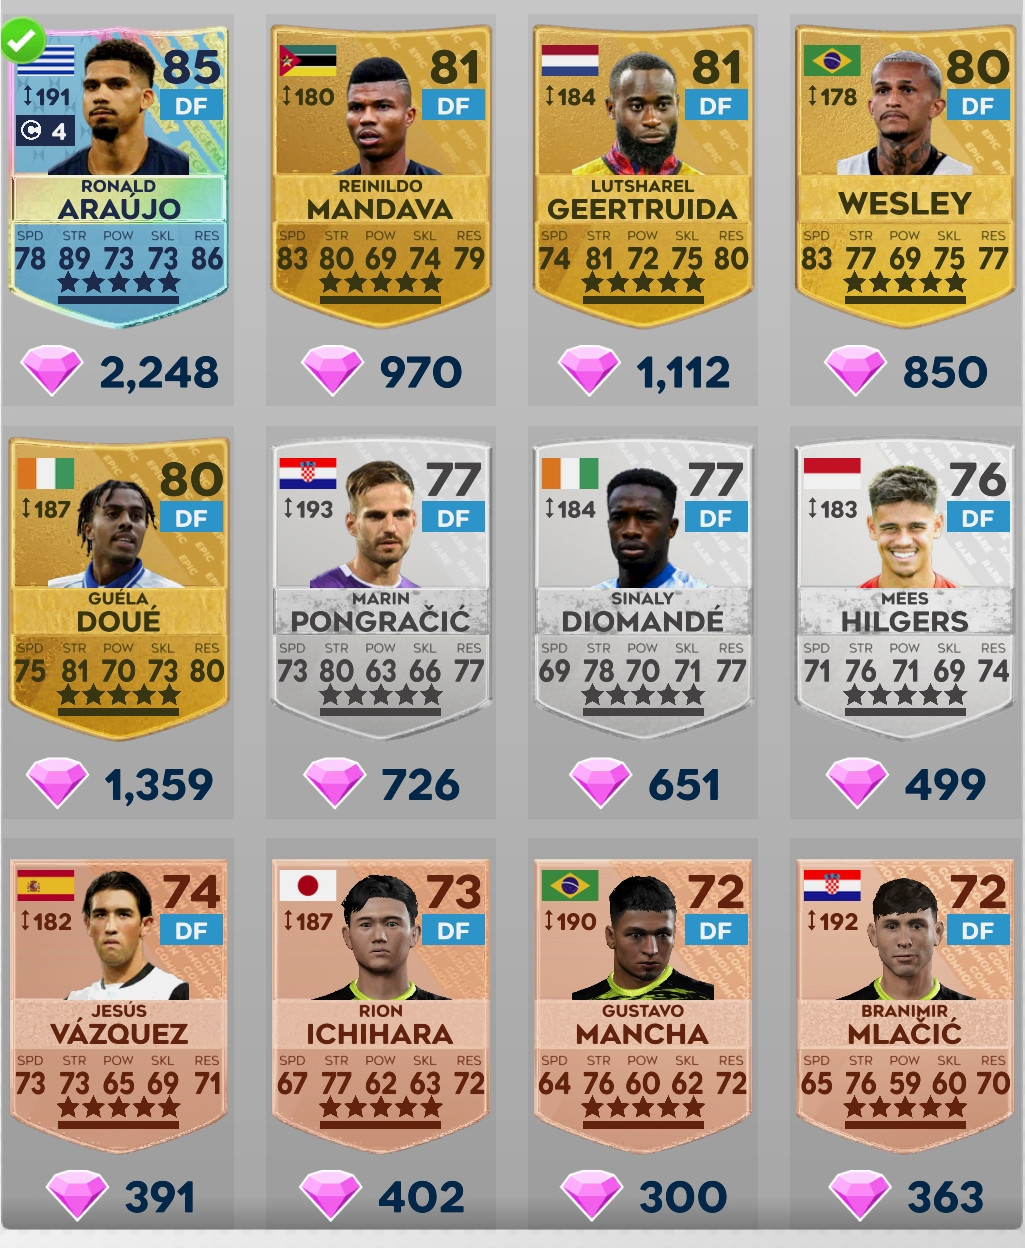 85
191
DF
© 4
RONALD
ARAÚJO
SPD STR POW SKL RES
78 89 73 73 86
2,248
81
180
DF
REINILDO
MANDAVA
SPD STR POW SKL RES
83 80 69 74 79
970
81
184
DF
LUTSHAREL
GEERTRUIDA
SPD STR POW SKL RES
74 81 72 75 80
1,112
80
178
DF
WESLEY
SPD STR POW SKL RES
83 77 69 75 77
850
80
187
DF
GUÉLA
DOUÉ
SPD STR POW SKL RES
75 81 70 73 80
1,359
77
193
DF
MARIN
PONGRAČIĆ
SPD STR POW SKL RES
73 80 63 66 77
726
77
184
DF
SINALY
DIOMANDÉ
SPD STR POW SKL RES
69 78 70 71 77
651
76
183
DF
MEES
HILGERS
SPD STR POW SKL RES
71 76 71 69 74
499
74
182
DF
JESÚS
VÁZQUEZ
SPD STR POW SKL RES
73 73 65 69 71
391
73
187
DF
RION
ICHIHARA
SPD STR POW SKL RES
67 77 62 63 72
402
72
190
DF
GUSTAVO
MANCHA
SPD STR POW SKL RES
64 76 60 62 72
300
72
192
DF
BRANIMIR
MLAČIĆ
SPD STR POW SKL RES
65 76 59 60 70
363